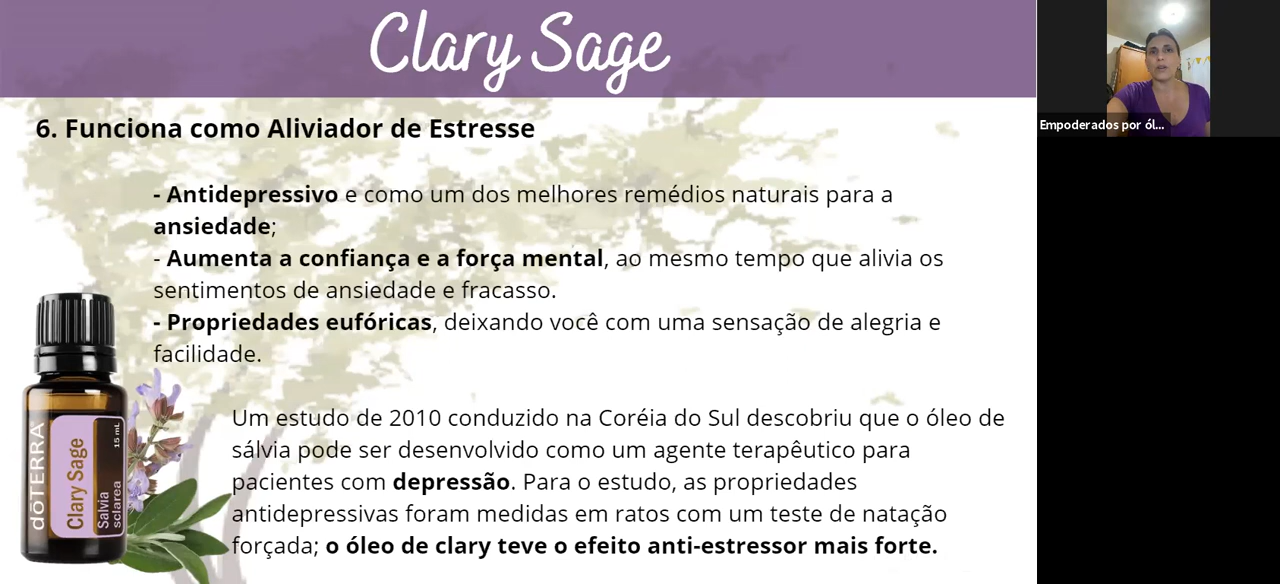 Clary Sage
6. Funciona como Aliviador de Estresse
- Antidepressivo e como um dos melhores remédios naturais para a
ansiedade;
- Aumenta a confiança e a força mental, ao mesmo tempo que alivia os
sentimentos de ansiedade e fracasso.
- Propriedades eufóricas, deixando você com uma sensação de alegria e
facilidade.
Um estudo de 2010 conduzido na Coréia do Sul descobriu que o óleo de
sálvia pode ser desenvolvido como um agente terapêutico para
pacientes com depressão. Para o estudo, as propriedades
antidepressivas foram medidas em ratos com um teste de natação
forçada; o óleo de clary teve o efeito anti-estressor mais forte.
dōTERRA
Clary Sage
Salvia
sclarea
15 mL
Empoderados por ól...